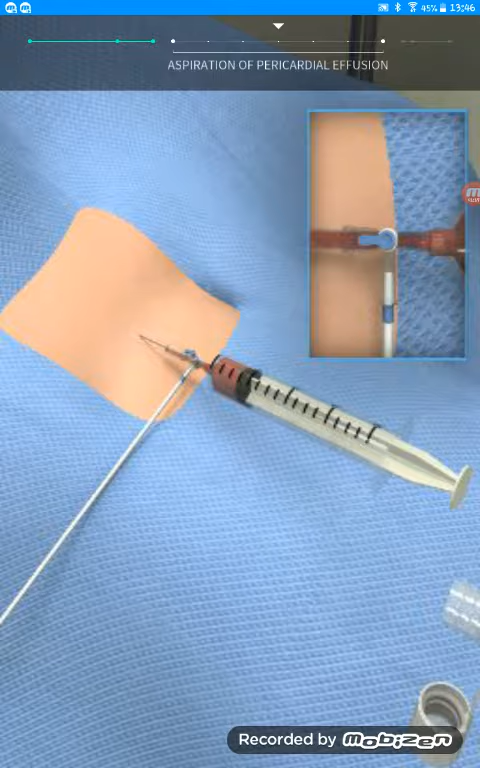 45% 13:46
ASPIRATION OF PERICARDIAL EFFUSION
Recorded by MOBIZEN